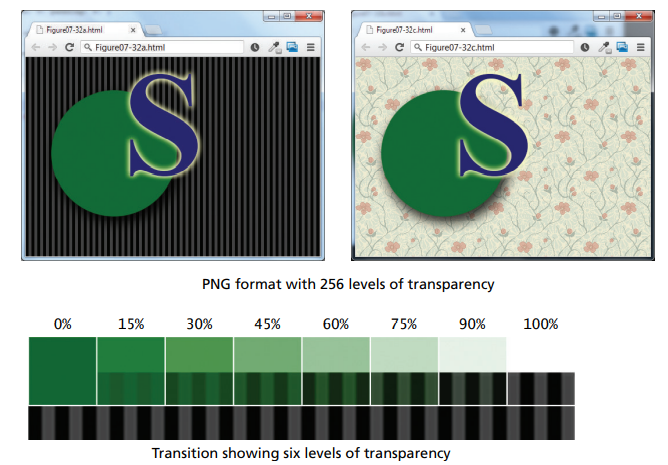 Figure07-32a.html
Figure07-32c.html
Figure07-32a.html
Figure07-32c.html
S
S
PNG format with 256 levels of transparency
0% 15% 30% 45% 60% 75% 90% 100%
Transition showing six levels of transparency